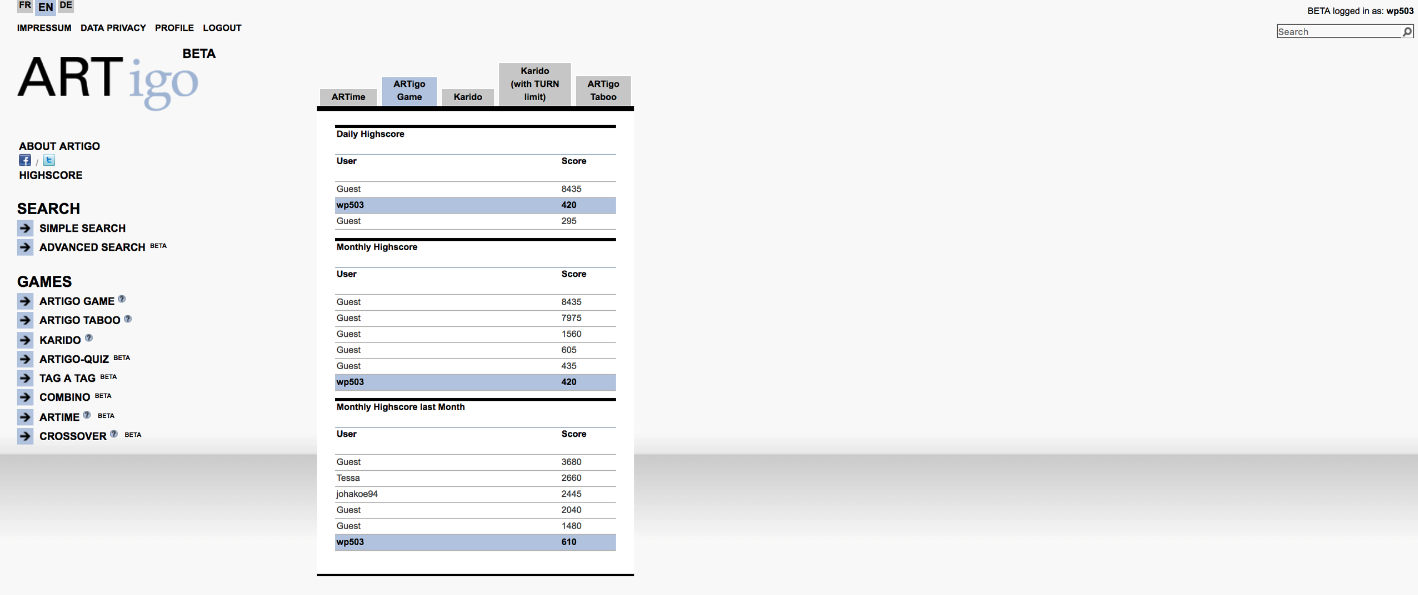 FR EN DE
BETA logged in as: wp503
IMPRESSUM DATA PRIVACY PROFILE LOGOUT
Search
ARTigo BETA
ABOUT ARTIGO
f / t
HIGHSCORE
SEARCH
SIMPLE SEARCH
ADVANCED SEARCH BETA
GAMES
ARTIGO GAME ?
ARTIGO TABOO ?
KARIDO ?
ARTIGO-QUIZ BETA
TAG A TAG BETA
COMBINO BETA
ARTIME ? BETA
CROSSOVER ? BETA
ARTime
ARTigo
Game
Karido
Karido
(with TURN
limit)
ARTigo
Taboo
Daily Highscore
User Score
Guest 8435
wp503 420
Guest 295
Monthly Highscore
User Score
Guest 8435
Guest 7975
Guest 1560
Guest 605
Guest 435
wp503 420
Monthly Highscore last Month
User Score
Guest 3680
Tessa 2660
johakoe94 2445
Guest 2040
Guest 1480
wp503 610